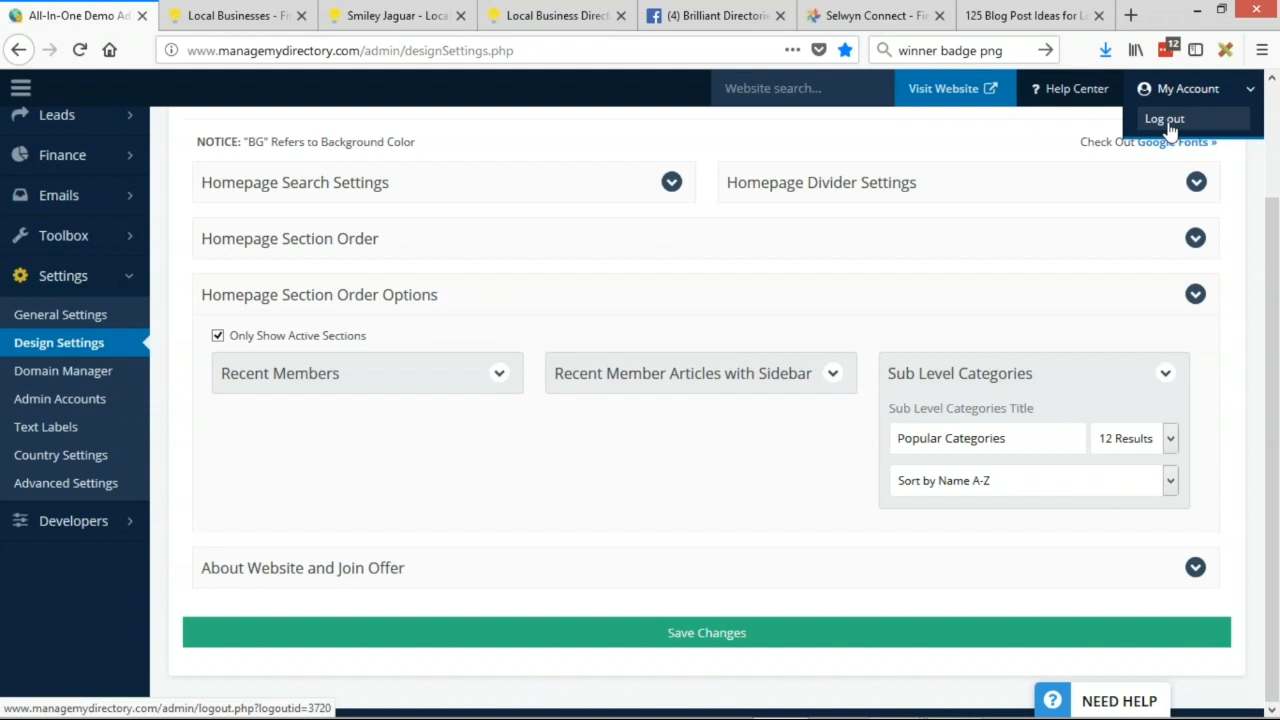 All-In-One Demo Ad
Local Businesses - Fi
Smiley Jaguar - Loca
Local Business Direct
(4) Brilliant Directorie
Selwyn Connect - Fi
125 Blog Post Ideas for Le
www.managemydirectory.com/admin/designSettings.php
winner badge png
12
Website search...
Visit Website
? Help Center
My Account
Log out
Leads
Finance
Emails
Toolbox
Settings
General Settings
Design Settings
Domain Manager
Admin Accounts
Text Labels
Country Settings
Advanced Settings
Developers
NOTICE: "BG" Refers to Background Color
Check Out Google Fonts »
Homepage Search Settings
Homepage Divider Settings
Homepage Section Order
Homepage Section Order Options
Only Show Active Sections
Recent Members
Recent Member Articles with Sidebar
Sub Level Categories
Sub Level Categories Title
Popular Categories
12 Results
Sort by Name A-Z
About Website and Join Offer
Save Changes
? NEED HELP
www.managemydirectory.com/admin/logout.php?logoutid=3720